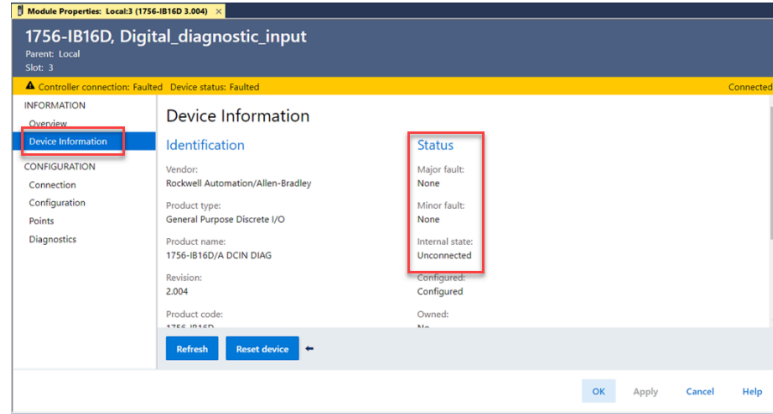 Module Properties: Local:3 (1756-IB16D 3.004) ×
1756-IB16D, Digital_diagnostic_input
Parent: Local
Slot: 3
Controller connection: Faulted Device status: Faulted Connected
INFORMATION
Overview
Device Information
CONFIGURATION
Connection
Configuration
Points
Diagnostics
Device Information
Identification
Vendor:
Rockwell Automation/Allen-Bradley
Product type:
General Purpose Discrete I/O
Product name:
1756-IB16D/A DCIN DIAG
Revision:
2.004
Product code:
1756-IB16D
Status
Major fault:
None
Minor fault:
None
Internal state:
Unconnected
Configured:
Configured
Owned:
No
Refresh Reset device
OK Apply Cancel Help